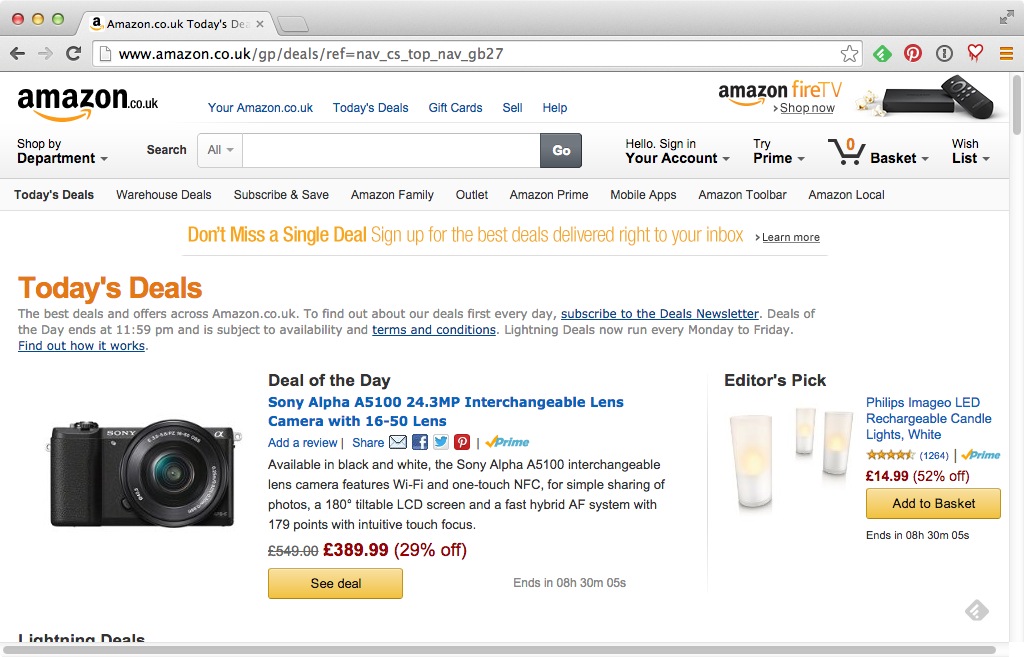 Amazon.co.uk Today's De
www.amazon.co.uk/gp/deals/ref=nav_cs_top_nav_gb27
amazon.co.uk
Your Amazon.co.uk Today's Deals Gift Cards Sell Help
amazon fireTV
Shop now
Shop by
Department
Search
All
Go
Hello. Sign in
Your Account
Try
Prime
0
Basket
Wish
List
Today's Deals Warehouse Deals Subscribe & Save Amazon Family Outlet Amazon Prime Mobile Apps Amazon Toolbar Amazon Local
Don't Miss a Single Deal Sign up for the best deals delivered right to your inbox › Learn more
Today's Deals
The best deals and offers across Amazon.co.uk. To find out about our deals first every day, subscribe to the Deals Newsletter. Deals of
the Day ends at 11:59 pm and is subject to availability and terms and conditions. Lightning Deals now run every Monday to Friday.
Find out how it works.
Deal of the Day
Sony Alpha A5100 24.3MP Interchangeable Lens
Camera with 16-50 Lens
Add a review | Share | Prime
Available in black and white, the Sony Alpha A5100 interchangeable
lens camera features Wi-Fi and one-touch NFC, for simple sharing of
photos, a 180° tiltable LCD screen and a fast hybrid AF system with
179 points with intuitive touch focus.
£549.00 £389.99 (29% off)
See deal
Ends in 08h 30m 05s
SONY
Editor's Pick
Philips Imageo LED
Rechargeable Candle
Lights, White
(1264) | Prime
£14.99 (52% off)
Add to Basket
Ends in 08h 30m 05s
Lightning Deals